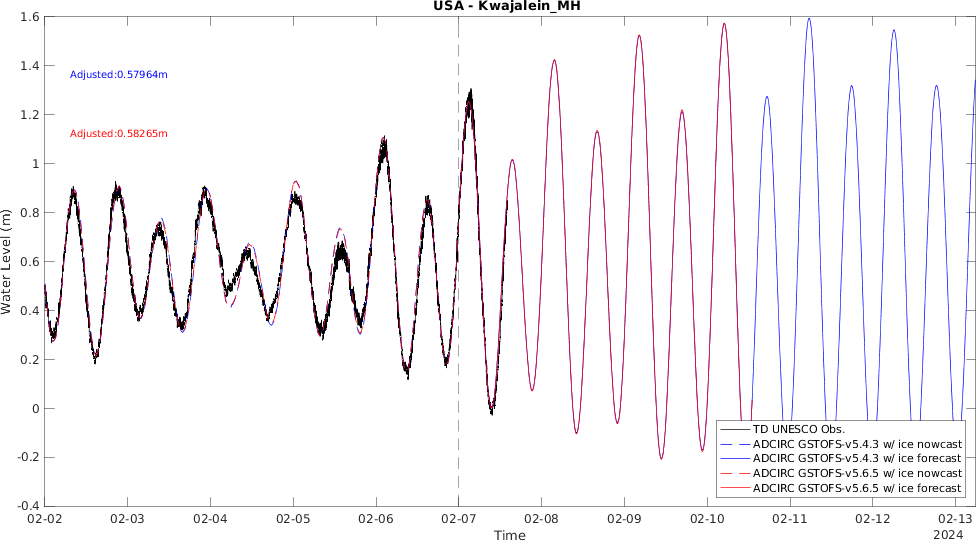 USA - Kwajalein_MH
1.6
1.4
1.2
1
0.8
0.6
0.4
0.2
0
-0.2
-0.4
Water Level (m)
Adjusted:0.57964m
Adjusted:0.58265m
TD UNESCO Obs.
ADCIRC GSTOFS-v5.4.3 w/ ice nowcast
ADCIRC GSTOFS-v5.4.3 w/ ice forecast
ADCIRC GSTOFS-v5.6.5 w/ ice nowcast
ADCIRC GSTOFS-v5.6.5 w/ ice forecast
02-02 02-03 02-04 02-05 02-06 02-07 02-08 02-09 02-10 02-11 02-12 02-13
Time
2024